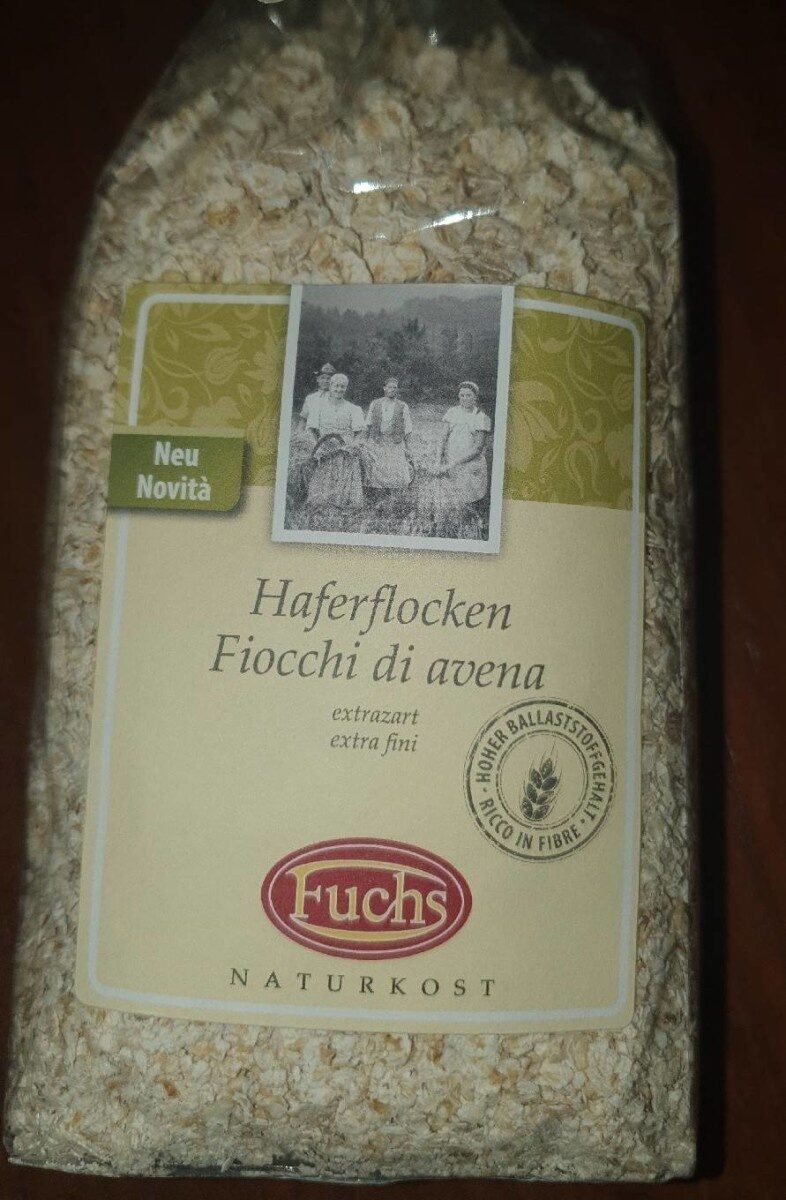 Neu
Novità
Haferflocken
Fiocchi di avena
extrazart
extra fini
HOHER BALLASTSTOFFGEHALT
RICCO IN FIBRE
Fuchs
NATURKOST